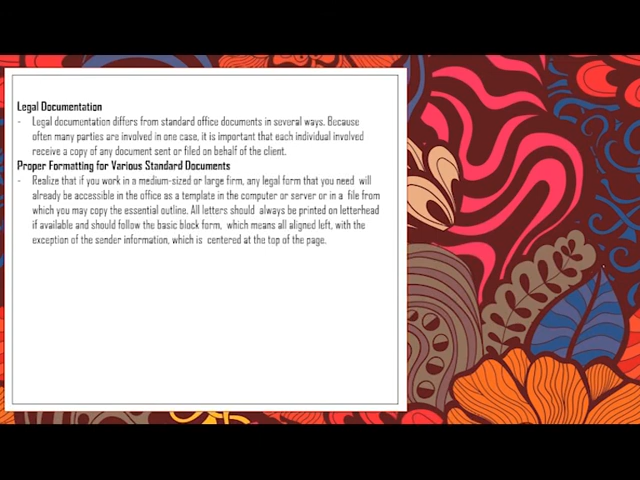 Legal Documentation
- Legal documentation differs from standard office documents in several ways. Because
often many parties are involved in one case, it is important that each individual involved
receive a copy of any document sent or filed on behalf of the client.
Proper Formatting for Various Standard Documents
- Realize that if you work in a medium-sized or large firm, any legal form that you need will
already be accessible in the office as a template in the computer or server or in a file from
which you may copy the essential outline. All letters should always be printed on letterhead
if available and should follow the basic block form, which means all aligned left, with the
exception of the sender information, which is centered at the top of the page.